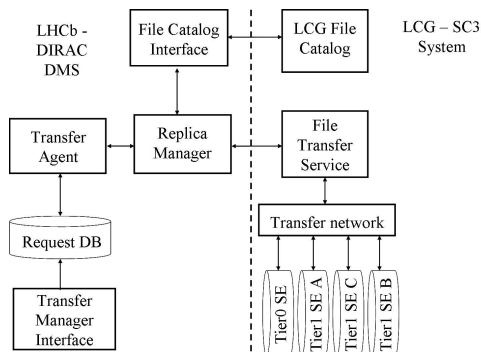 LHCb -
DIRAC
DMS
File Catalog
Interface
LCG File
Catalog
LCG – SC3
System
Transfer
Agent
Replica
Manager
File
Transfer
Service
Request DB
Transfer network
Transfer
Manager
Interface
Tier0 SE
Tier1 SE A
Tier1 SE C
Tier1 SE B